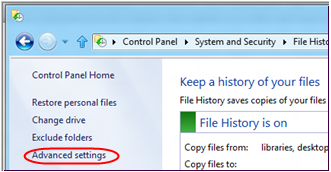 Control Panel System and Security File Histo
Control Panel Home
Restore personal files
Change drive
Exclude folders
Advanced settings
Keep a history of your files
File History saves copies of your files
File History is on
Copy files from: libraries, desktop
Copy files to: